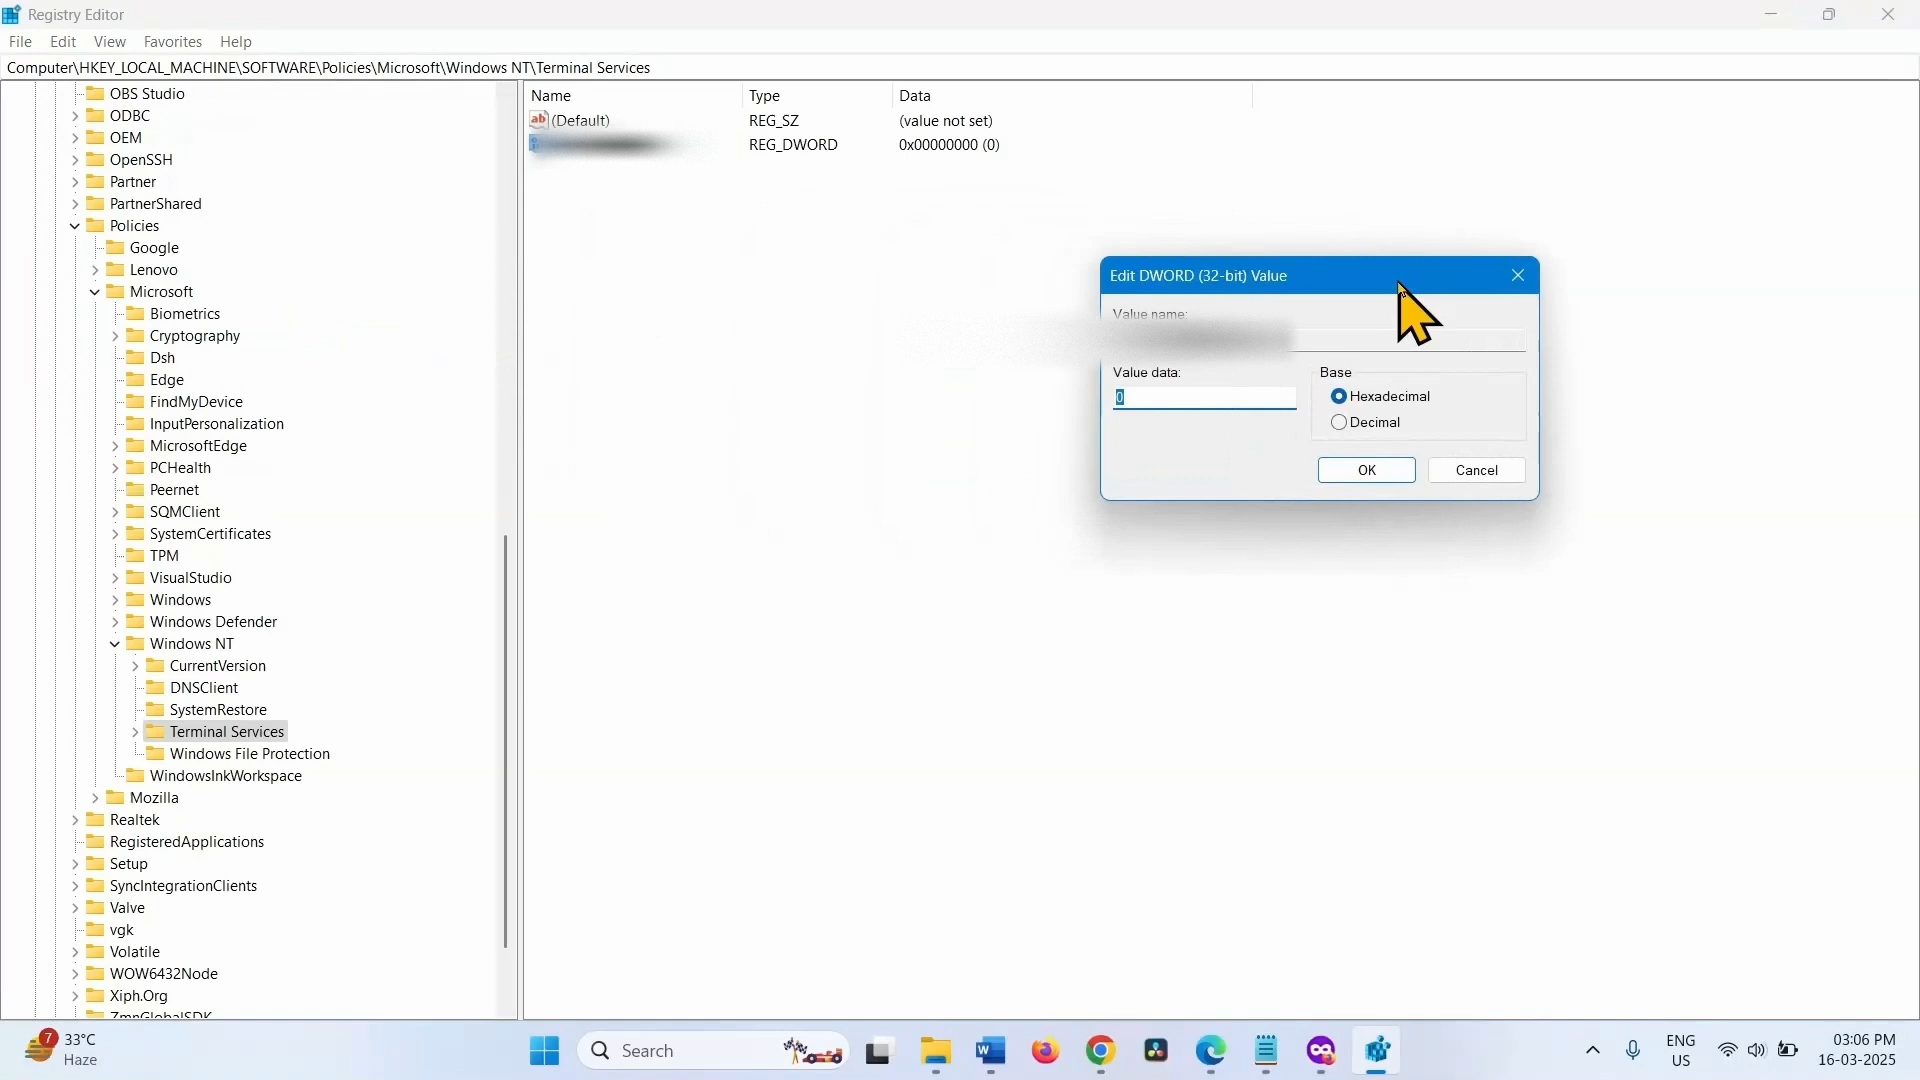 Registry Editor
File Edit View Favorites Help
Computer\HKEY_LOCAL_MACHINE\SOFTWARE\Policies\Microsoft\Windows NT\Terminal Services
OBS Studio
ODBC
OEM
OpenSSH
Partner
PartnerShared
Policies
Google
Lenovo
Microsoft
Biometrics
Cryptography
Dsh
Edge
FindMyDevice
InputPersonalization
MicrosoftEdge
PCHealth
Peernet
SQMClient
SystemCertificates
TPM
VisualStudio
Windows
Windows Defender
Windows NT
CurrentVersion
DNSClient
SystemRestore
Terminal Services
Windows File Protection
WindowsInkWorkspace
Mozilla
Realtek
RegisteredApplications
Setup
SyncIntegrationClients
Valve
vgk
Volatile
WOW6432Node
Xiph.Org
ZmnGlobalSDK
Name Type Data
ab (Default) REG_SZ (value not set)
REG_DWORD 0x00000000 (0)
Edit DWORD (32-bit) Value
Value name:
Value data:
0
Base
Hexadecimal
Decimal
OK Cancel
7
33°C
Haze
Search
ENG
US
03:06 PM
16-03-2025